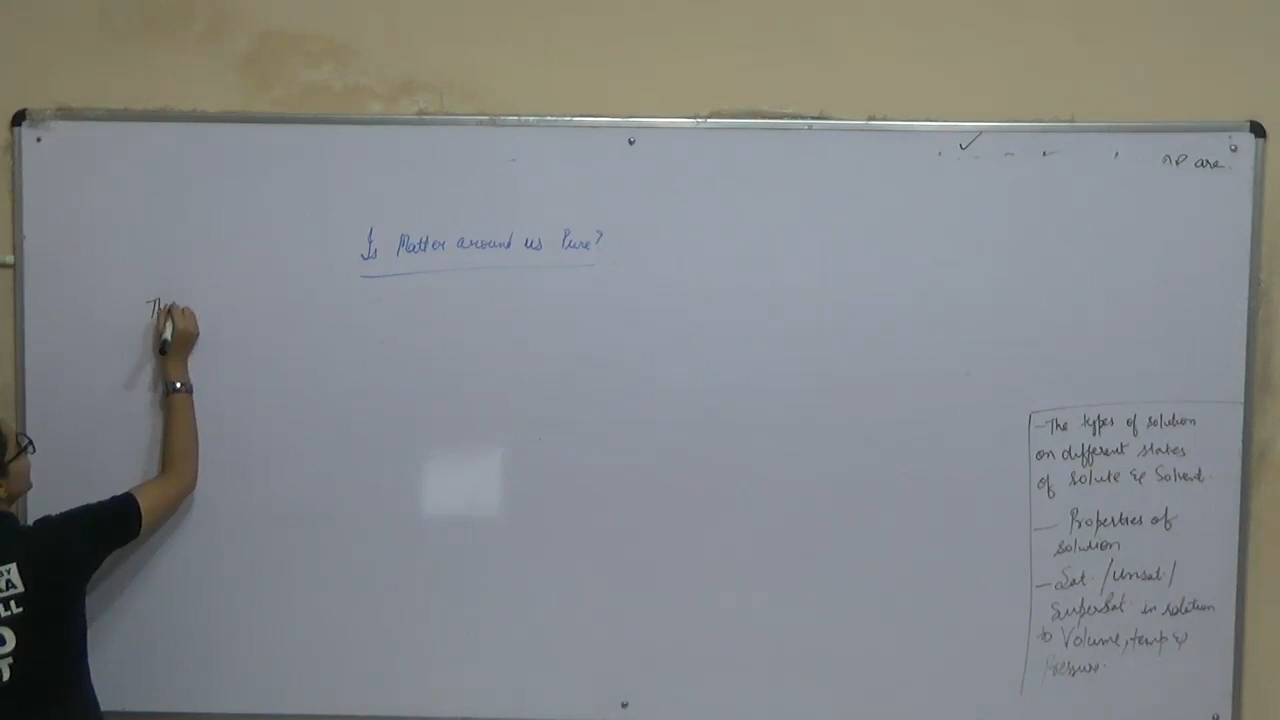 are.
Is Matter around us Pure?
Th
-The types of solution
on different states
of solute & Solvent.
- Properties of
solution
- Sat. / Unsat. /
SuperSat. in solution
to Volume, temp &
Pressure.